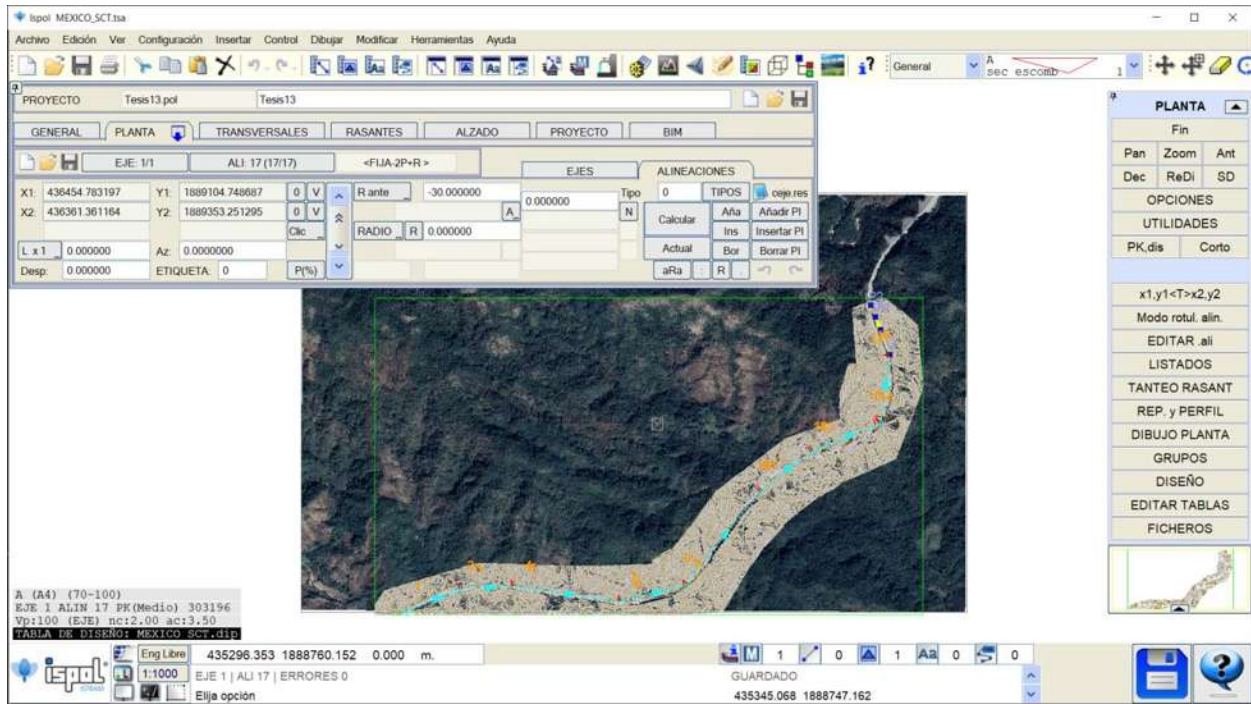 Ispol MEXICO_SCT.tsa
Archivo Edición Ver Configuración Insertar Control Dibujar Modificar Herramientas Ayuda
General A sec escomb 1
PROYECTO Tesis13.pol Tesis13
GENERAL PLANTA TRANSVERSALES RASANTES ALZADO PROYECTO BIM
EJE: 1/1 ALI: 17 (17/17) <FIJA-2P+R > EJES ALINEACIONES
X1: 436454.783197 Y1: 1889104.748687 0 V R ante -30.000000 0.000000 Tipo 0 TIPOS ceje.res
X2: 436361.361164 Y2: 1889353.251295 0 V A N Calcular Aña Añadir PI
Clic RADIO R 0.000000 Ins Insertar PI
L x 1 0.000000 Az: 0.0000000 Actual Bor Borrar PI
Desp: 0.000000 ETIQUETA: 0 P(%) aRa : R .
PLANTA
Fin
Pan Zoom Ant
Dec ReDi SD
OPCIONES
UTILIDADES
PK,dis Corto
x1,y1<T>x2,y2
Modo rotul. alin.
EDITAR .ali
LISTADOS
TANTEO RASANT
REP. y PERFIL
DIBUJO PLANTA
GRUPOS
DISEÑO
EDITAR TABLAS
FICHEROS
A (A4) (70-100)
EJE 1 ALIN 17 PK(Medio) 303196
Vp:100 (EJE) nc:2.00 ac:3.50
TABLA DE DISEÑO: MEXICO SCT.dip
ispol
Eng Libre 435296.353 1888760.152 0.000 m. M 1 0 1 Aa 0 0
1:1000 EJE 1 | ALI 17 | ERRORES 0 GUARDADO
Elija opción 435345.068 1888747.162